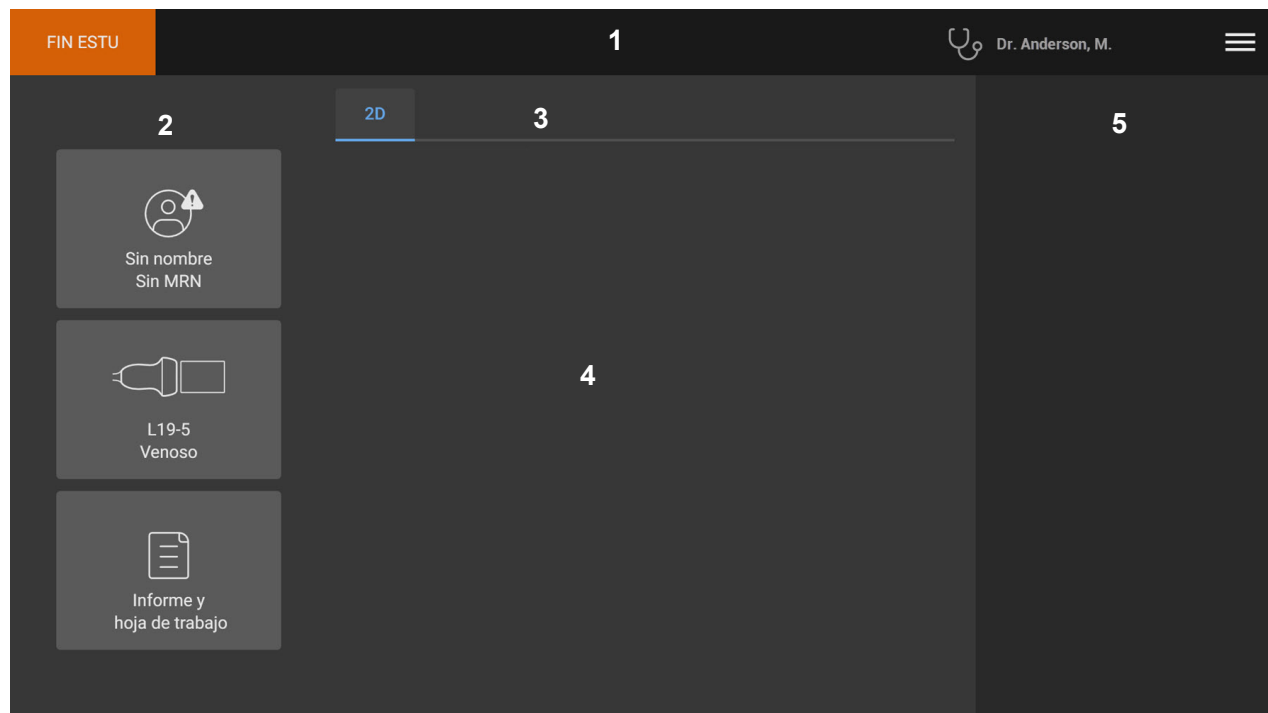 FIN ESTU
1
Dr. Anderson, M.
2
2D
3
5
Sin nombre
Sin MRN
4
L19-5
Venoso
Informe y
hoja de trabajo